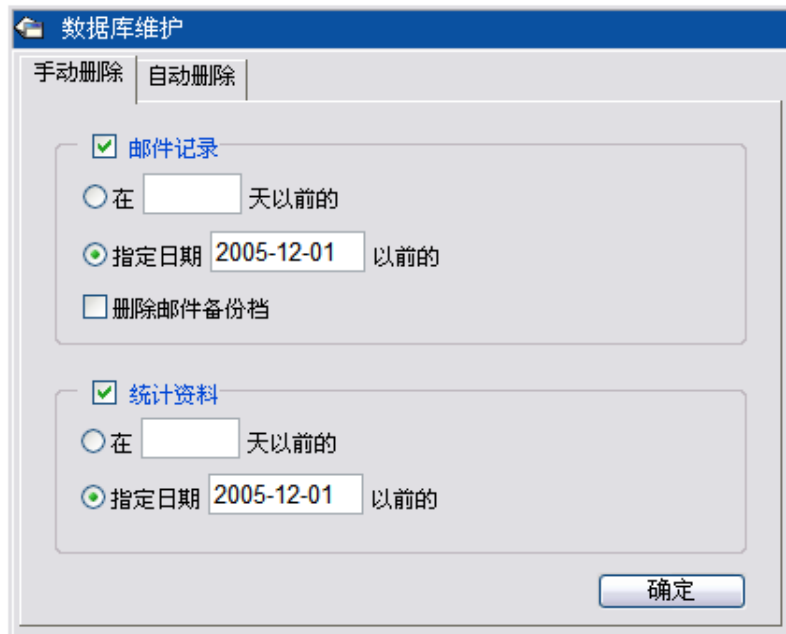 数据库维护
手动删除 自动删除
邮件记录
在 天以前的
指定日期 2005-12-01 以前的
删除邮件备份档
统计资料
在 天以前的
指定日期 2005-12-01 以前的
确定